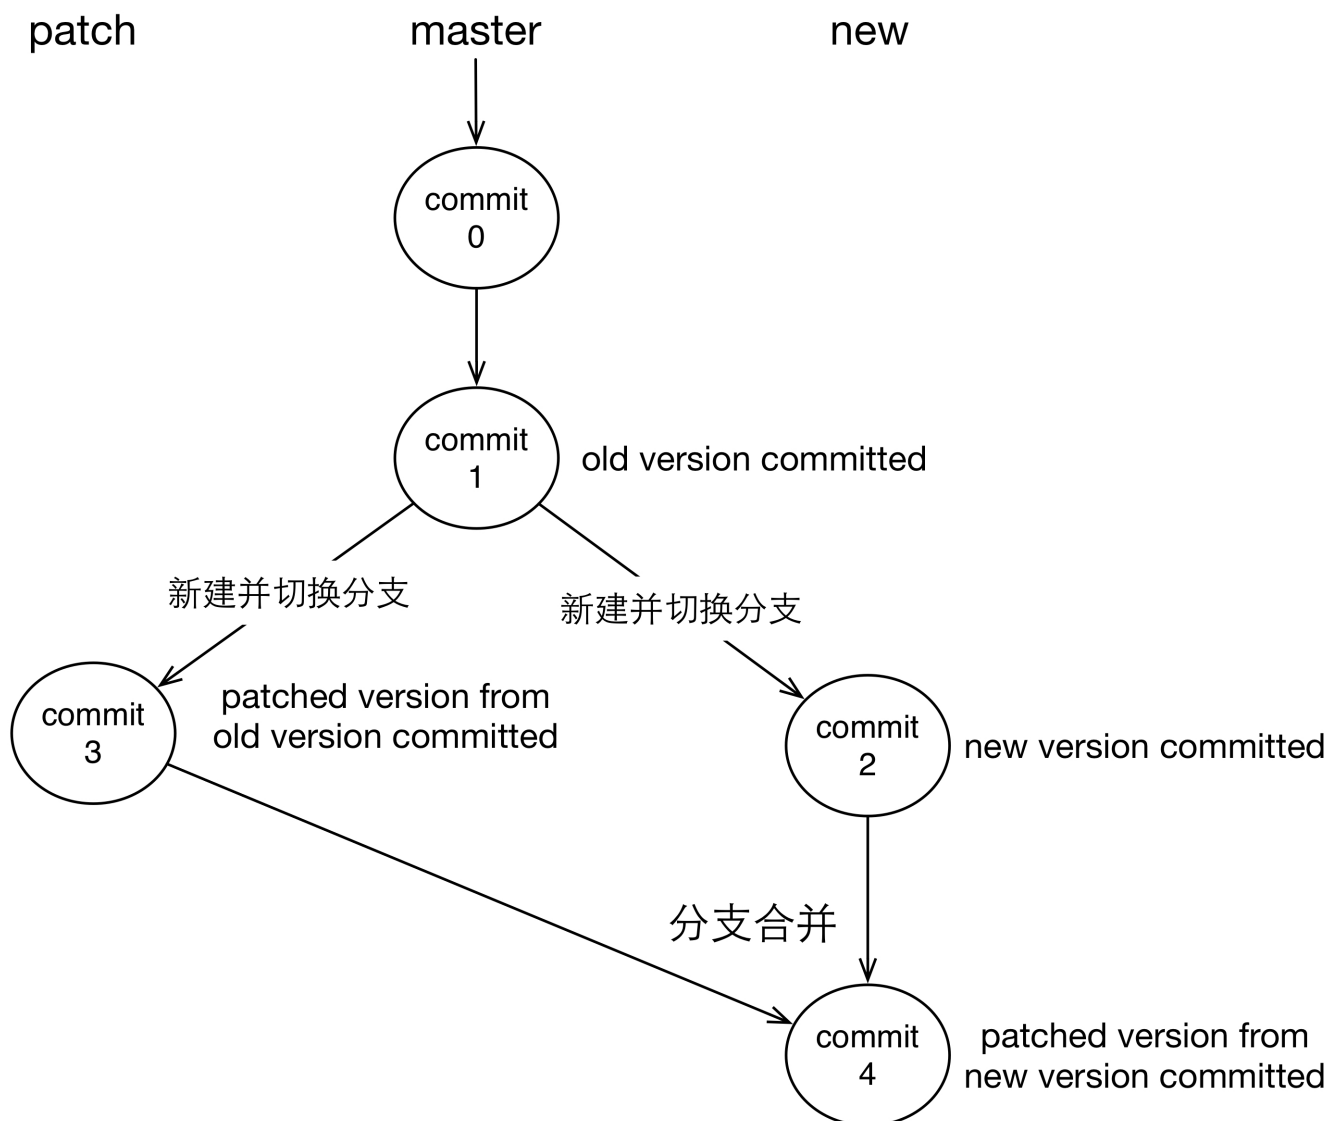 patch
master
new
commit
0
commit
1
old version committed
新建并切换分支
新建并切换分支
patched version from
old version committed
commit
3
commit
2
new version committed
分支合并
commit
4
patched version from
new version committed